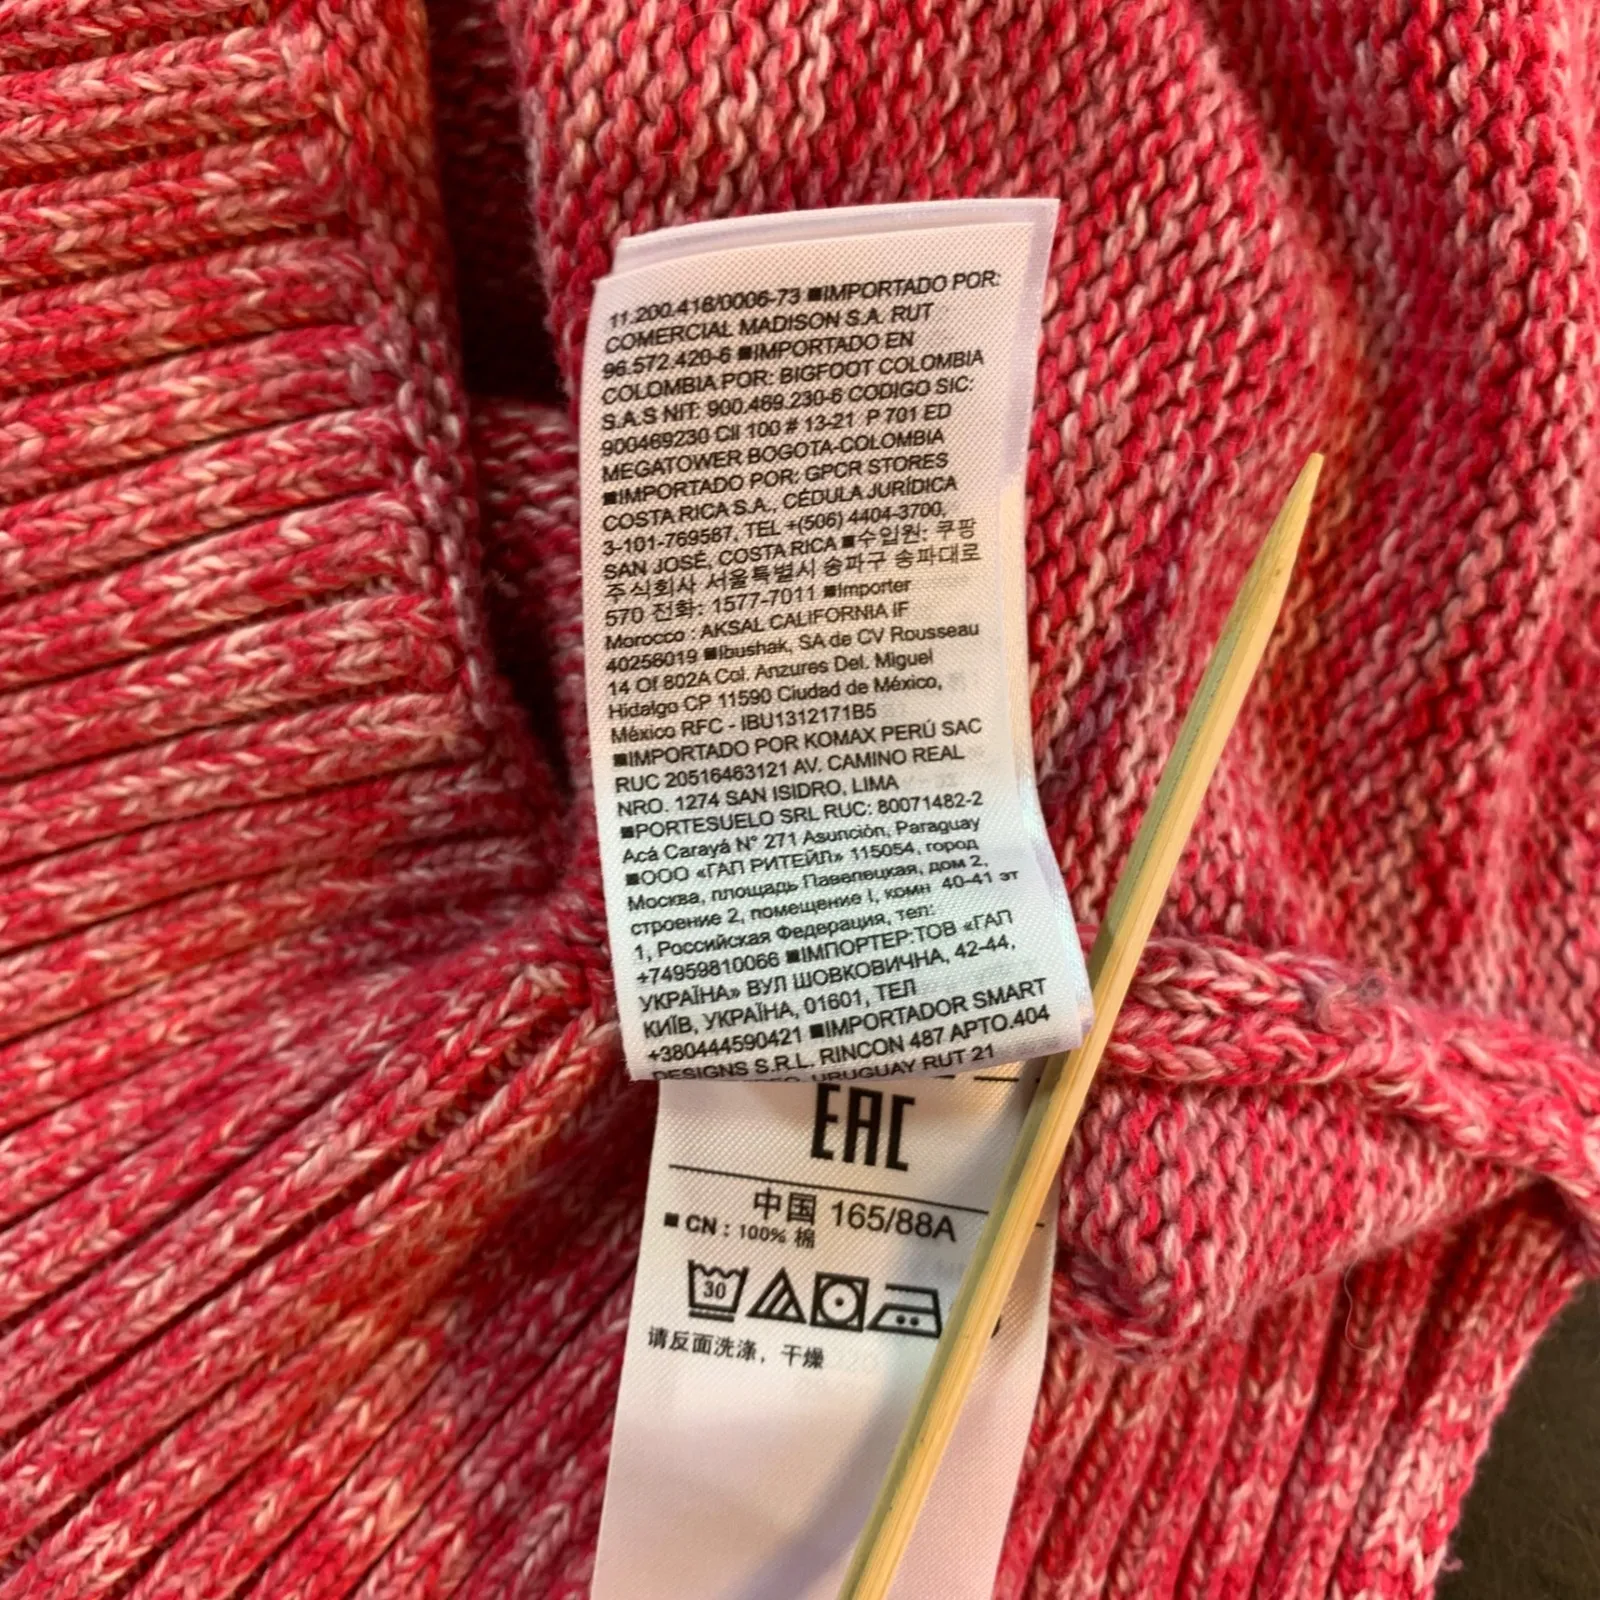 11.200.418/0006-73 ■IMPORTADO POR:
COMERCIAL MADISON S.A. RUT
96.572.420-6 ■IMPORTADO EN
COLOMBIA POR: BIGFOOT COLOMBIA
S.A.S NIT: 900.469.230-6 CODIGO SIC:
900469230 Cll 100 # 13-21 P 701 ED
MEGATOWER BOGOTA-COLOMBIA
■IMPORTADO POR: GPCR STORES
COSTA RICA S.A., CÉDULA JURÍDICA
3-101-769587, TEL +(506) 4404-3700,
SAN JOSÉ, COSTA RICA ■수입원: 쿠팡
주식회사 서울특별시 송파구 송파대로
570 전화: 1577-7011 ■Importer
Morocco : AKSAL CALIFORNIA IF
40256019 ■Ibushak, SA de CV Rousseau
14 Of 802A Col. Anzures Del. Miguel
Hidalgo CP 11590 Ciudad de México,
México RFC - IBU1312171B5
■IMPORTADO POR KOMAX PERÚ SAC
RUC 20516463121 AV. CAMINO REAL
NRO. 1274 SAN ISIDRO, LIMA
■PORTESUELO SRL RUC: 80071482-2
Acá Carayá N° 271 Asunción, Paraguay
■ООО «ГАП РИТЕЙЛ» 115054, город
Москва, площадь Павелецкая, дом 2,
строение 2, помещение I, комн 40-41 эт
1, Российская Федерация, тел:
+74959810066 ■ІМПОРТЕР:ТОВ «ГАП
УКРАЇНА» ВУЛ ШОВКОВИЧНА, 42-44,
КИЇВ, УКРАЇНА, 01601, ТЕЛ
+380444590421 ■IMPORTADOR SMART
DESIGNS S.R.L. RINCON 487 APTO.404
URUGUAY RUT 21
EAC
中国 165/88A
■ CN : 100% 棉
30
请反面洗涤，干燥